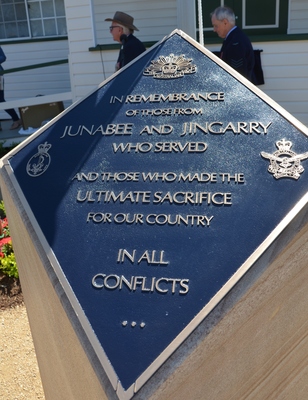 IN REMEMBRANCE
OF THOSE FROM
JUNABEE AND JINGARRY
WHO SERVED
AND THOSE WHO MADE THE
ULTIMATE SACRIFICE
FOR OUR COUNTRY
IN ALL
CONFLICTS
...